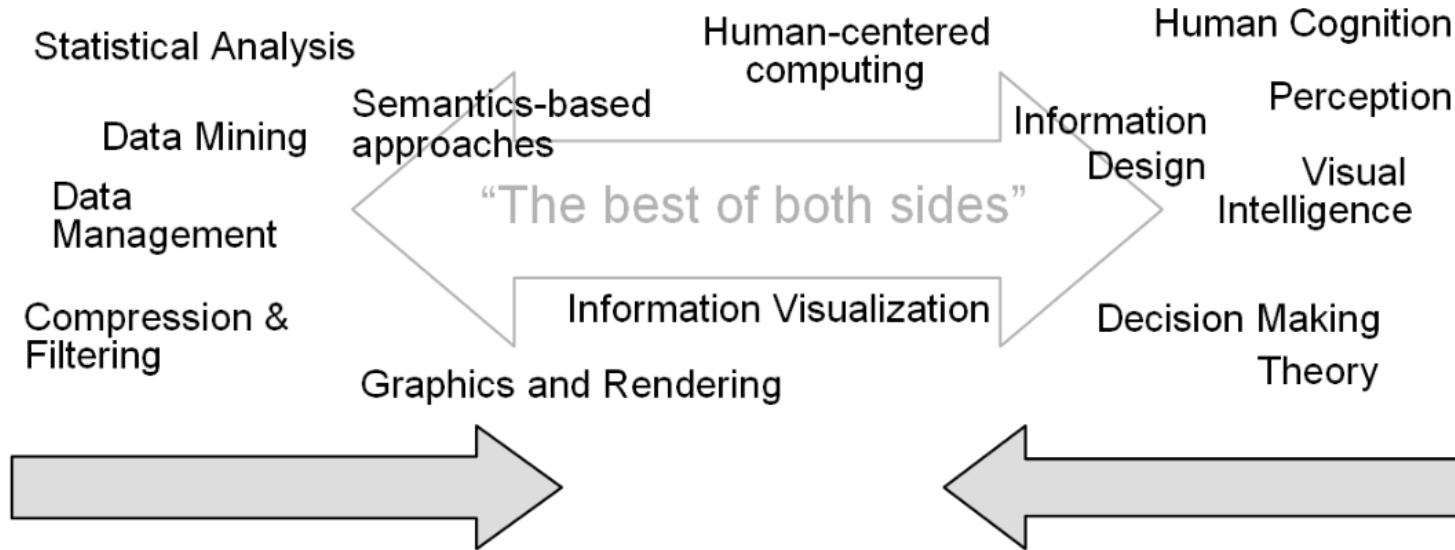 Statistical Analysis
Data Mining
Data
Management
Compression &
Filtering
Semantics-based
approaches
Human-centered
computing
“The best of both sides”
Information Visualization
Graphics and Rendering
Human Cognition
Perception
Information
Design
Visual
Intelligence
Decision Making
Theory